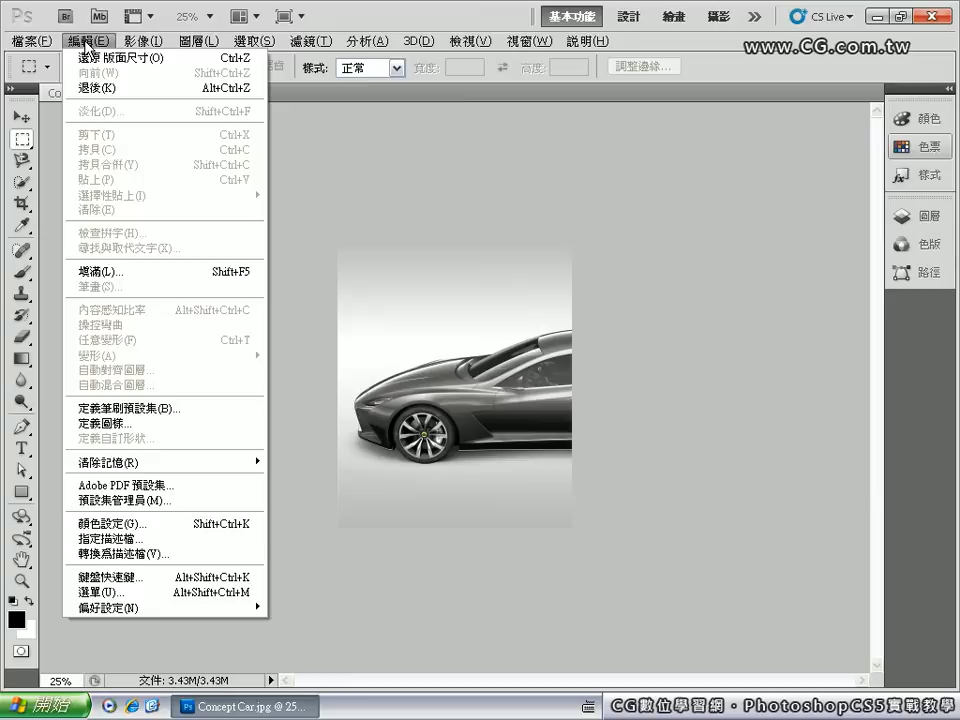 Ps Br Mb 25% 基本功能 設計 繪畫 攝影 CS Live
檔案(F) 編輯(E) 影像(I) 圖層(L) 選取(S) 濾鏡(T) 分析(A) 3D(D) 檢視(V) 視窗(W) 說明(H)
www.CG.com.tw
樣式: 正常 寬度: 高度: 調整邊緣...
還原 版面尺寸(O) Ctrl+Z
向前(W) Shift+Ctrl+Z
退後(K) Alt+Ctrl+Z
淡化(D)... Shift+Ctrl+F
剪下(T) Ctrl+X
拷貝(C) Ctrl+C
拷貝合併(Y) Shift+Ctrl+C
貼上(P) Ctrl+V
選擇性貼上(I)
清除(E)
檢查拼字(H)...
尋找與取代文字(X)...
填滿(L)... Shift+F5
筆畫(S)...
內容感知比率 Alt+Shift+Ctrl+C
操控彎曲
任意變形(F) Ctrl+T
變形(A)
自動對齊圖層...
自動混合圖層...
定義筆刷預設集(B)...
定義圖樣...
定義自訂形狀...
清除記憶(R)
Adobe PDF 預設集...
預設集管理員(M)...
顏色設定(G)... Shift+Ctrl+K
指定描述檔...
轉換為描述檔(V)...
鍵盤快速鍵... Alt+Shift+Ctrl+K
選單(U)... Alt+Shift+Ctrl+M
偏好設定(N)
Co
顏色
色票
樣式
圖層
色版
路徑
25% 文件: 3.43M/3.43M
開始 Ps Concept Car.jpg @ 25... CG數位學習網・PhotoshopCS5實戰教學